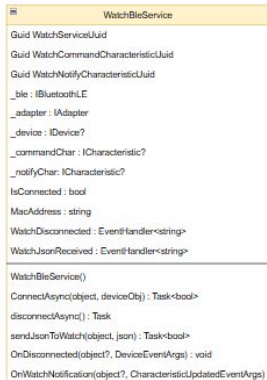 WatchBleService
Guid WatchServiceUuid
Guid WatchCommandCharacteristicUuid
Guid WatchNotifyCharacteristicUuid
_ble : IBluetoothLE
_adapter : IAdapter
_device : IDevice?
_commandChar : ICharacteristic?
_notifyChar: ICharacteristic?
IsConnected : bool
MacAddress : string
WatchDisconnected : EventHandler<string>
WatchJsonReceived : EventHandler<string>
WatchBleService()
ConnectAsync(object, deviceObj) : Task<bool>
disconnectAsync() : Task
sendJsonToWatch(object, json) : Task<bool>
OnDisconnected(object?, DeviceEventArgs) : void
OnWatchNotification(object?, CharacteristicUpdatedEventArgs)